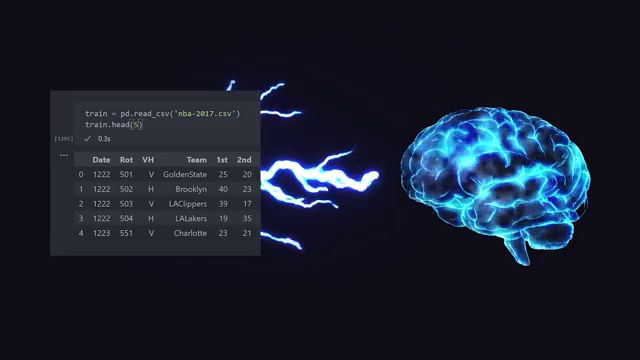 train = pd.read_csv('nba-2017.csv')
train.head(5)
[5291] 0.3s
...
Date Rot VH Team 1st 2nd
0 1222 501 V GoldenState 25 20
1 1222 502 H Brooklyn 40 23
2 1222 503 V LAClippers 39 17
3 1222 504 H LALakers 19 35
4 1223 551 V Charlotte 23 21